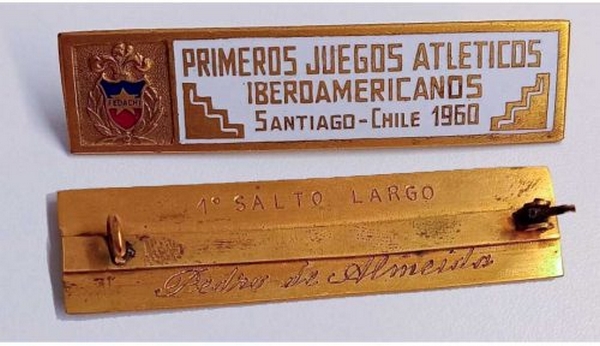 PRIMEROS JUEGOS ATLETICOS
IBEROAMERICANOS
SANTIAGO-CHILE 1960
FEDACHI
1° SALTO LARGO
Pedro de Almeida